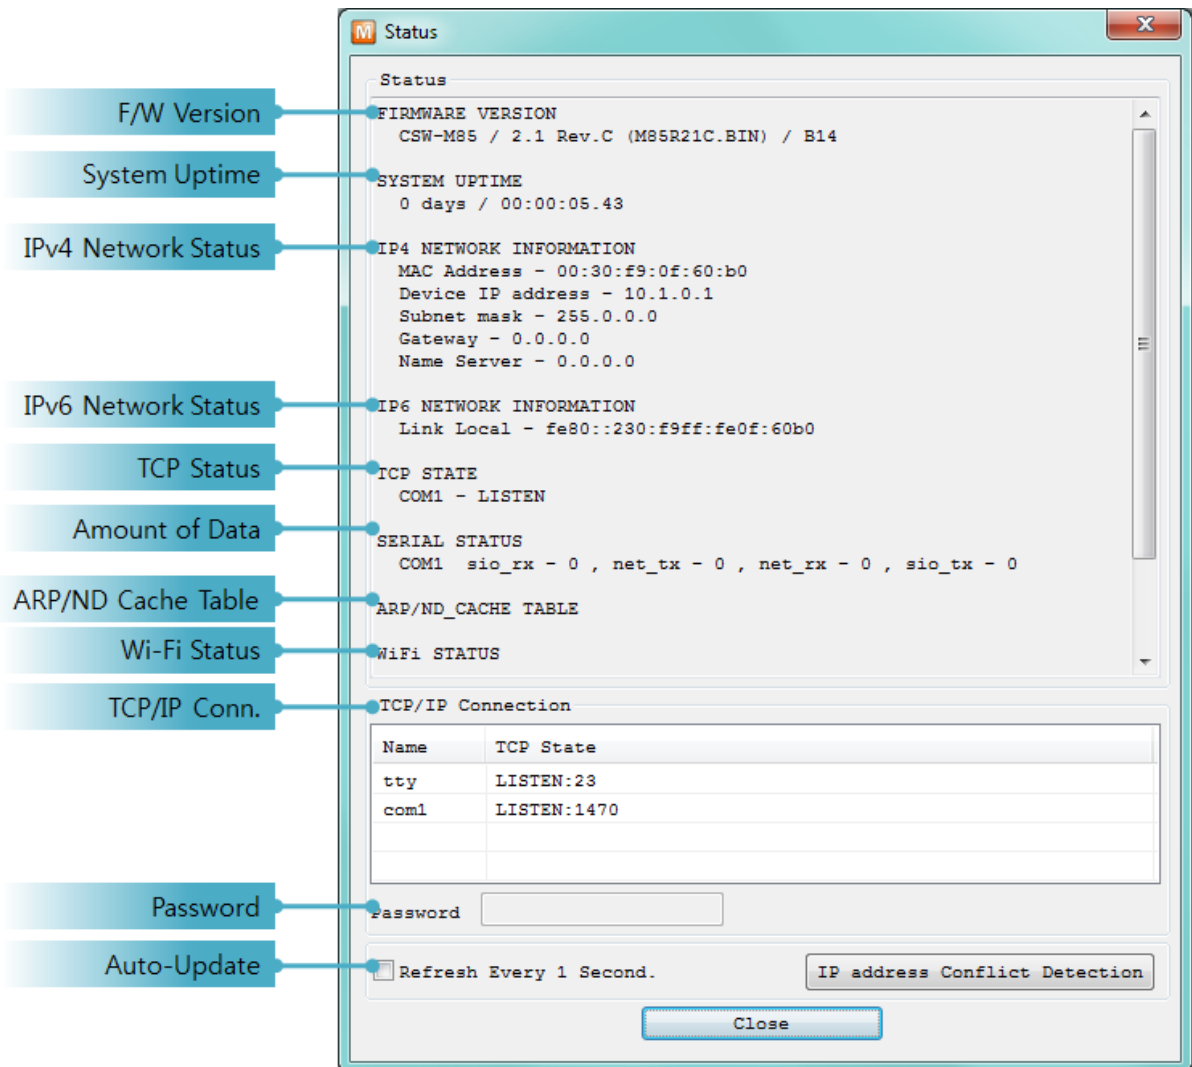 M Status
Status
F/W Version
FIRMWARE VERSION
CSW-M85 / 2.1 Rev.C (M85R21C.BIN) / B14
System Uptime
SYSTEM UPTIME
0 days / 00:00:05.43
IPv4 Network Status
IP4 NETWORK INFORMATION
MAC Address - 00:30:f9:0f:60:b0
Device IP address - 10.1.0.1
Subnet mask - 255.0.0.0
Gateway - 0.0.0.0
Name Server - 0.0.0.0
IPv6 Network Status
IP6 NETWORK INFORMATION
Link Local - fe80::230:f9ff:fe0f:60b0
TCP Status
TCP STATE
COM1 - LISTEN
Amount of Data
SERIAL STATUS
COM1 sio_rx - 0 , net_tx - 0 , net_rx - 0 , sio_tx - 0
ARP/ND Cache Table
ARP/ND_CACHE TABLE
Wi-Fi Status
WiFi STATUS
TCP/IP Conn.
TCP/IP Connection
Name TCP State
tty LISTEN:23
com1 LISTEN:1470
Password
Password
Auto-Update
Refresh Every 1 Second. IP address Conflict Detection
Close